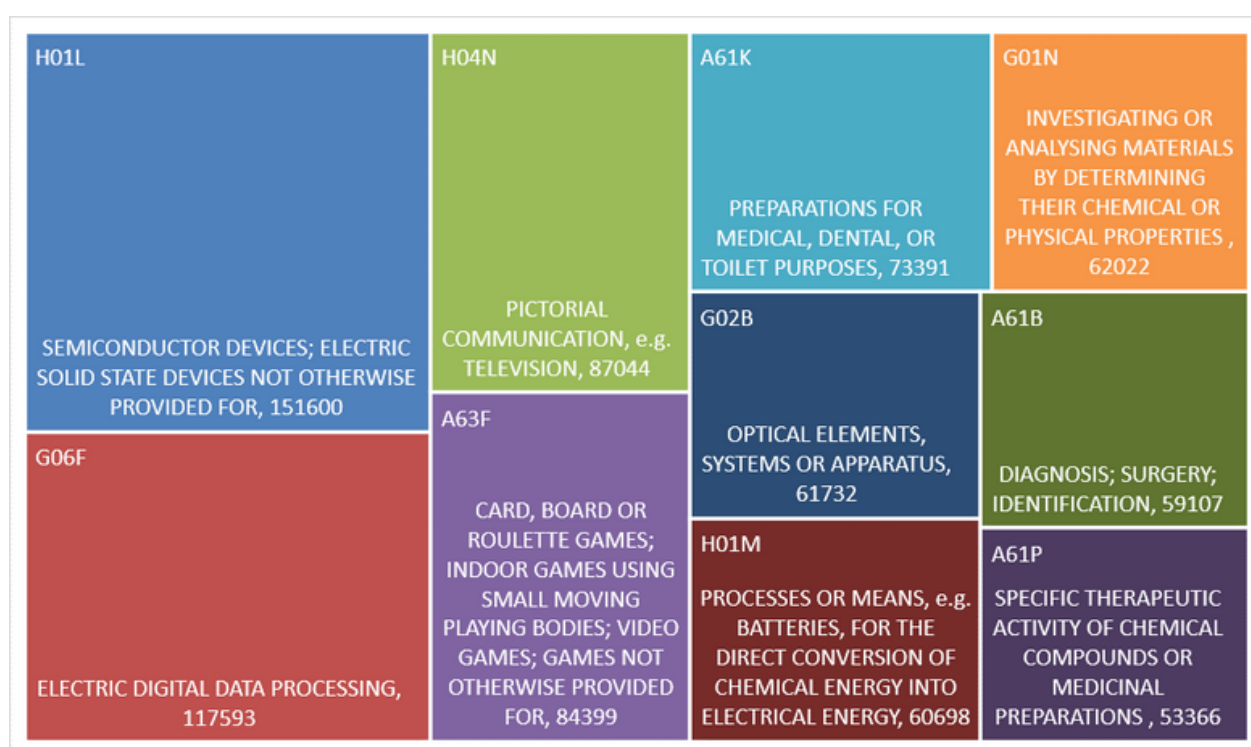 H01L
SEMICONDUCTOR DEVICES; ELECTRIC
SOLID STATE DEVICES NOT OTHERWISE
PROVIDED FOR, 151600
G06F
ELECTRIC DIGITAL DATA PROCESSING,
117593
H04N
PICTORIAL
COMMUNICATION, e.g.
TELEVISION, 87044
A63F
CARD, BOARD OR
ROULETTE GAMES;
INDOOR GAMES USING
SMALL MOVING
PLAYING BODIES; VIDEO
GAMES; GAMES NOT
OTHERWISE PROVIDED
FOR, 84399
A61K
PREPARATIONS FOR
MEDICAL, DENTAL, OR
TOILET PURPOSES, 73391
G01N
INVESTIGATING OR
ANALYSING MATERIALS
BY DETERMINING
THEIR CHEMICAL OR
PHYSICAL PROPERTIES ,
62022
G02B
OPTICAL ELEMENTS,
SYSTEMS OR APPARATUS,
61732
A61B
DIAGNOSIS; SURGERY;
IDENTIFICATION, 59107
H01M
PROCESSES OR MEANS, e.g.
BATTERIES, FOR THE
DIRECT CONVERSION OF
CHEMICAL ENERGY INTO
ELECTRICAL ENERGY, 60698
A61P
SPECIFIC THERAPEUTIC
ACTIVITY OF CHEMICAL
COMPOUNDS OR
MEDICINAL
PREPARATIONS , 53366